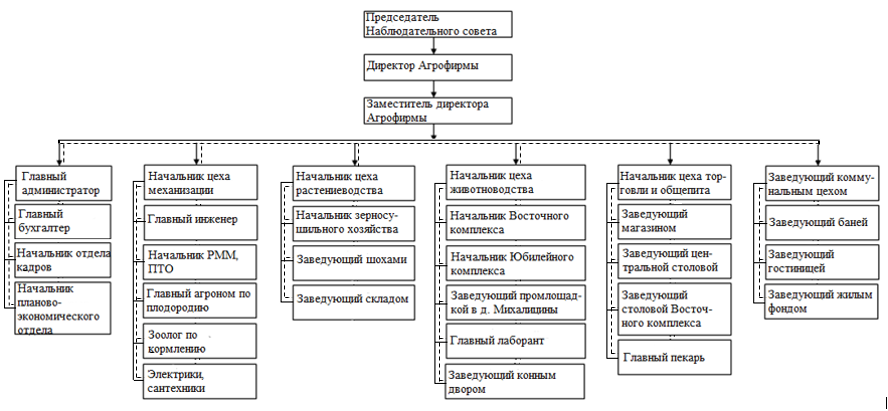 Председатель
Наблюдательного совета
Директор Агрофирмы
Заместитель директора
Агрофирмы
Главный
администратор
Главный
бухгалтер
Начальник отдела
кадров
Начальник
планово-
экономического
отдела
Начальник цеха
механизации
Главный инженер
Начальник РММ,
ПТО
Главный агроном по
плодородию
Зоолог по
кормлению
Электрики,
сантехники
Начальник цеха
растениеводства
Начальник зерносу-
шильного хозяйства
Заведующий шохами
Заведующий складом
Начальник цеха
животноводства
Начальник Восточного
комплекса
Начальник Юбилейного
комплекса
Заведующий промплощад-
кой в д. Михалицины
Главный лаборант
Заведующий конным
двором
Начальник цеха тор-
говли и общепита
Заведующий
магазином
Заведующий цен-
тральной столовой
Заведующий
столовой Восточ-
ного комплекса
Главный пекарь
Заведующий комму-
нальным цехом
Заведующий баней
Заведующий
гостиницей
Заведующий жилым
фондом